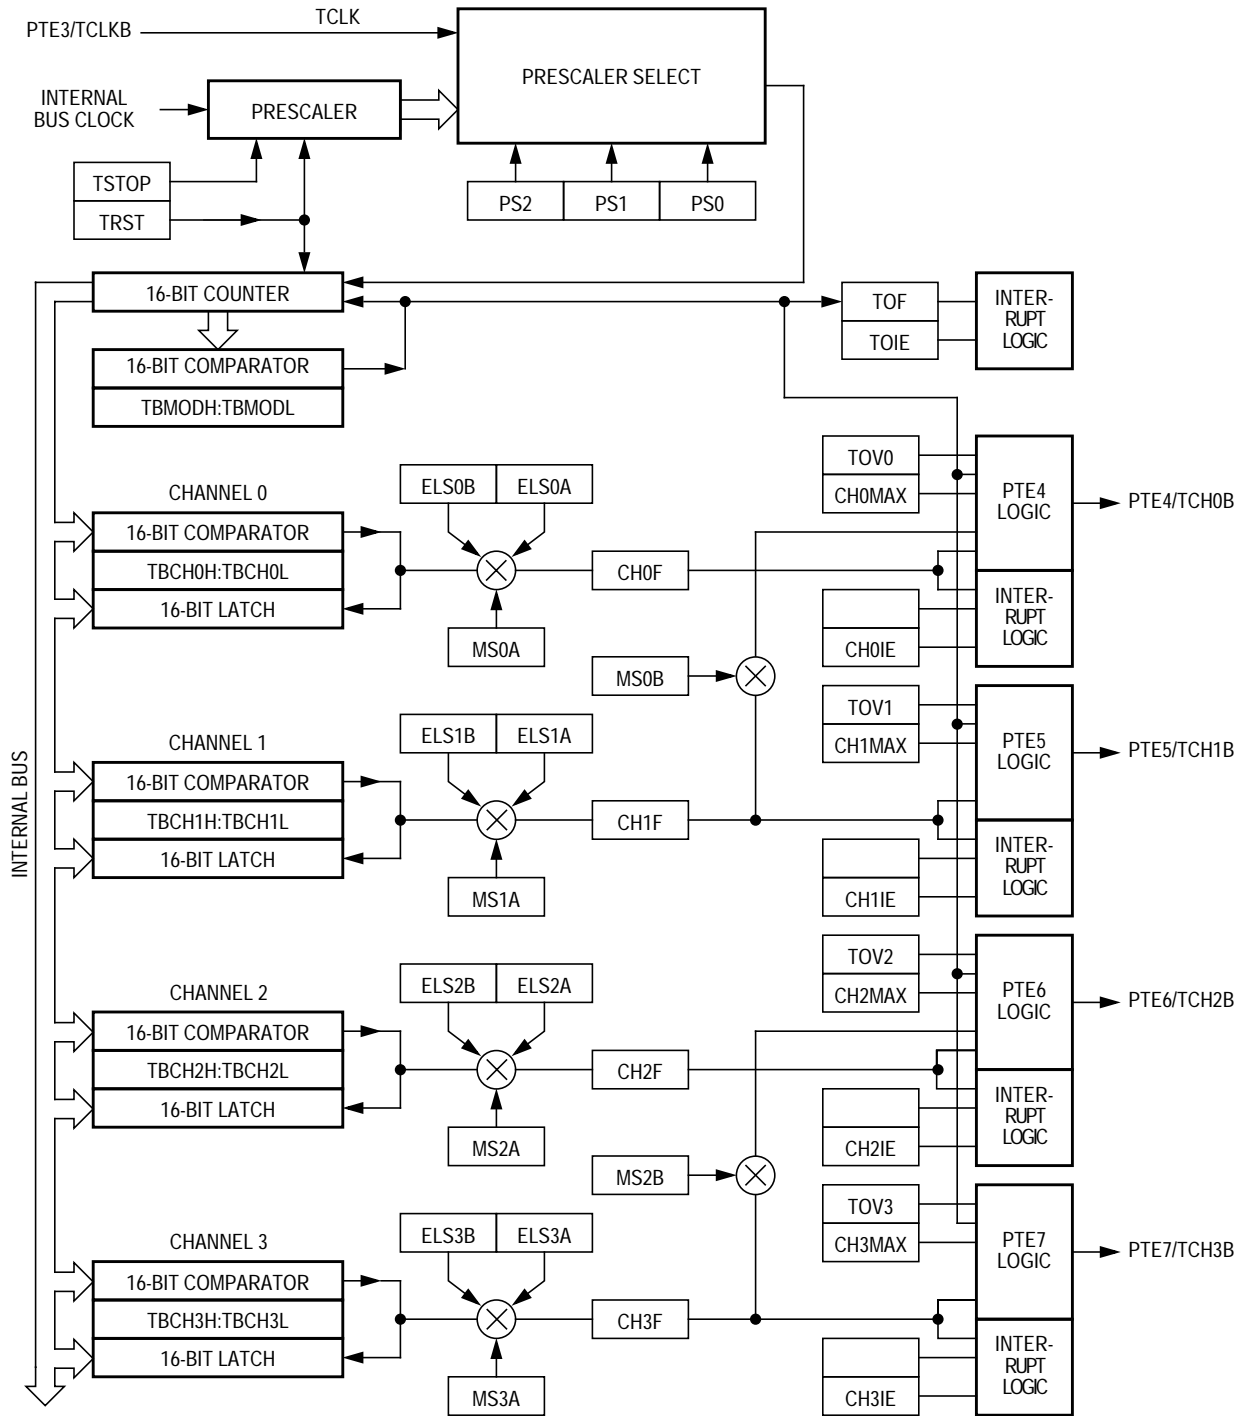 TCLK
PTE3/TCLKB
PRESCALER SELECT
INTERNAL
BUS CLOCK
PRESCALER
TSTOP
TRST
PS2
PS1
PS0
16-BIT COUNTER
16-BIT COMPARATOR
TBMODH:TBMODL
TOF
TOIE
INTER-
RUPT
LOGIC
INTERNAL BUS
CHANNEL 0
16-BIT COMPARATOR
TBCH0H:TBCH0L
16-BIT LATCH
ELS0B
ELS0A
MS0A
CH0F
MS0B
TOV0
CH0MAX
PTE4
LOGIC
PTE4/TCH0B
CH0IE
INTER-
RUPT
LOGIC
CHANNEL 1
16-BIT COMPARATOR
TBCH1H:TBCH1L
16-BIT LATCH
ELS1B
ELS1A
MS1A
CH1F
TOV1
CH1MAX
PTE5
LOGIC
PTE5/TCH1B
CH1IE
INTER-
RUPT
LOGIC
CHANNEL 2
16-BIT COMPARATOR
TBCH2H:TBCH2L
16-BIT LATCH
ELS2B
ELS2A
MS2A
CH2F
MS2B
TOV2
CH2MAX
PTE6
LOGIC
PTE6/TCH2B
CH2IE
INTER-
RUPT
LOGIC
CHANNEL 3
16-BIT COMPARATOR
TBCH3H:TBCH3L
16-BIT LATCH
ELS3B
ELS3A
MS3A
CH3F
TOV3
CH3MAX
PTE7
LOGIC
PTE7/TCH3B
CH3IE
INTER-
RUPT
LOGIC